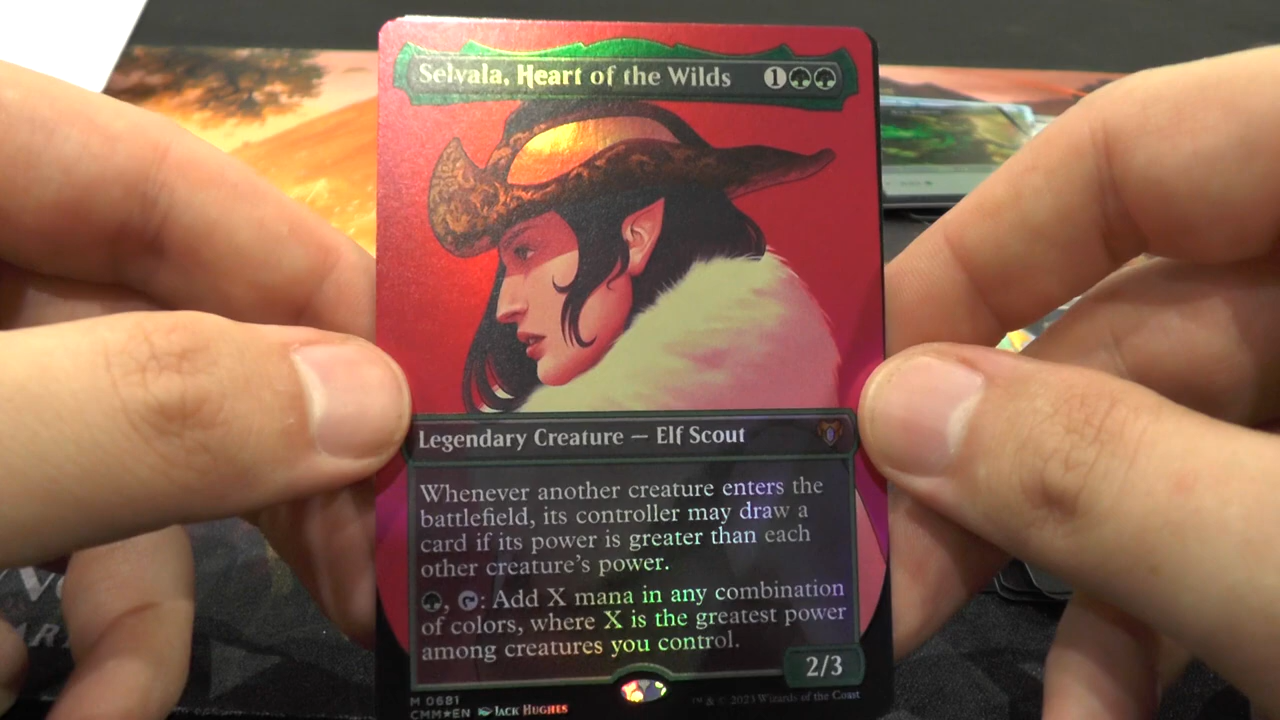 Selvala, Heart of the Wilds 1
Legendary Creature — Elf Scout
Whenever another creature enters the
battlefield, its controller may draw a
card if its power is greater than each
other creature's power.
, : Add X mana in any combination
of colors, where X is the greatest power
among creatures you control.
2/3
M 0681
CMM★EN Jack Hughes
™ & © 2023 Wizards of the Coast